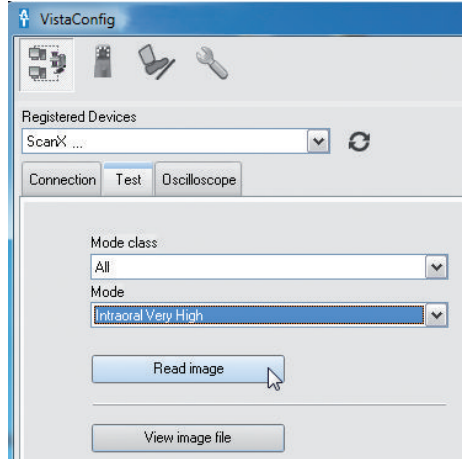 VistaConfig
Registered Devices
ScanX ...
Connection Test Oscilloscope
Mode class
All
Mode
Intraoral Very High
Read image
View image file